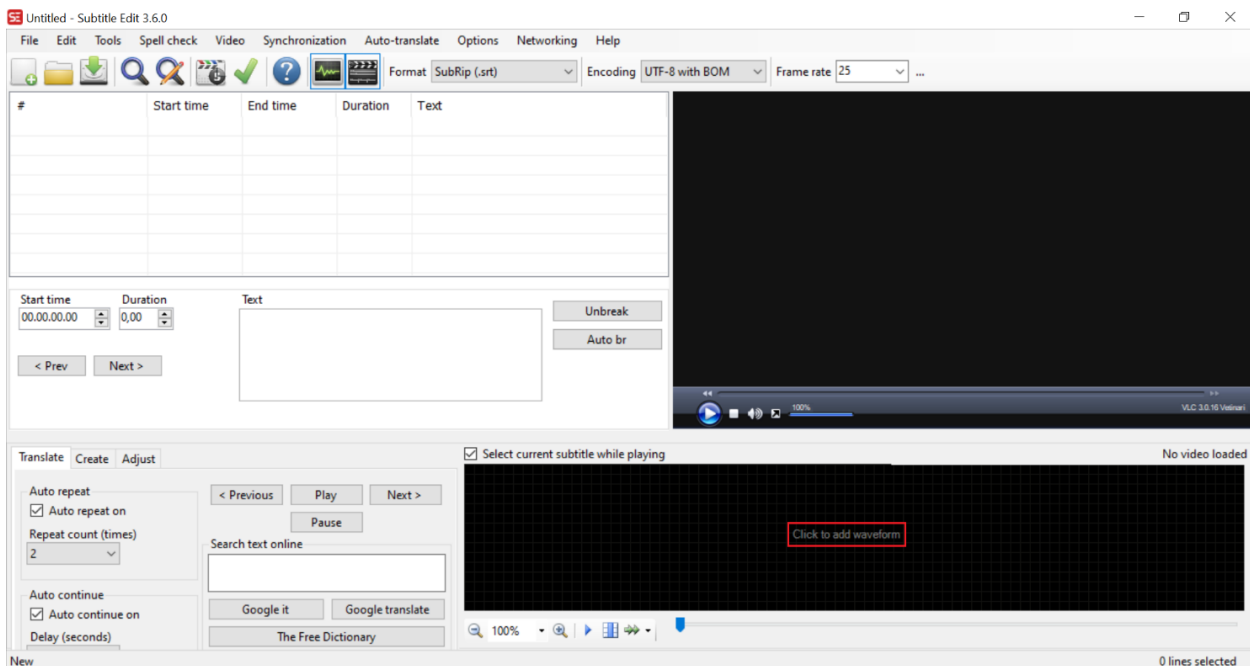 SE Untitled - Subtitle Edit 3.6.0
File Edit Tools Spell check Video Synchronization Auto-translate Options Networking Help
Format SubRip (.srt) Encoding UTF-8 with BOM Frame rate 25 ...
# Start time End time Duration Text
Start time Duration Text
00.00.00.00 0,00
Unbreak
Auto br
< Prev Next >
100%
VLC 3.0.16 Vetinari
Translate Create Adjust
Select current subtitle while playing No video loaded
Auto repeat
Auto repeat on
Repeat count (times)
2
< Previous Play Next >
Pause
Search text online
Click to add waveform
Auto continue
Auto continue on
Delay (seconds)
Google it Google translate
The Free Dictionary
100%
New 0 lines selected